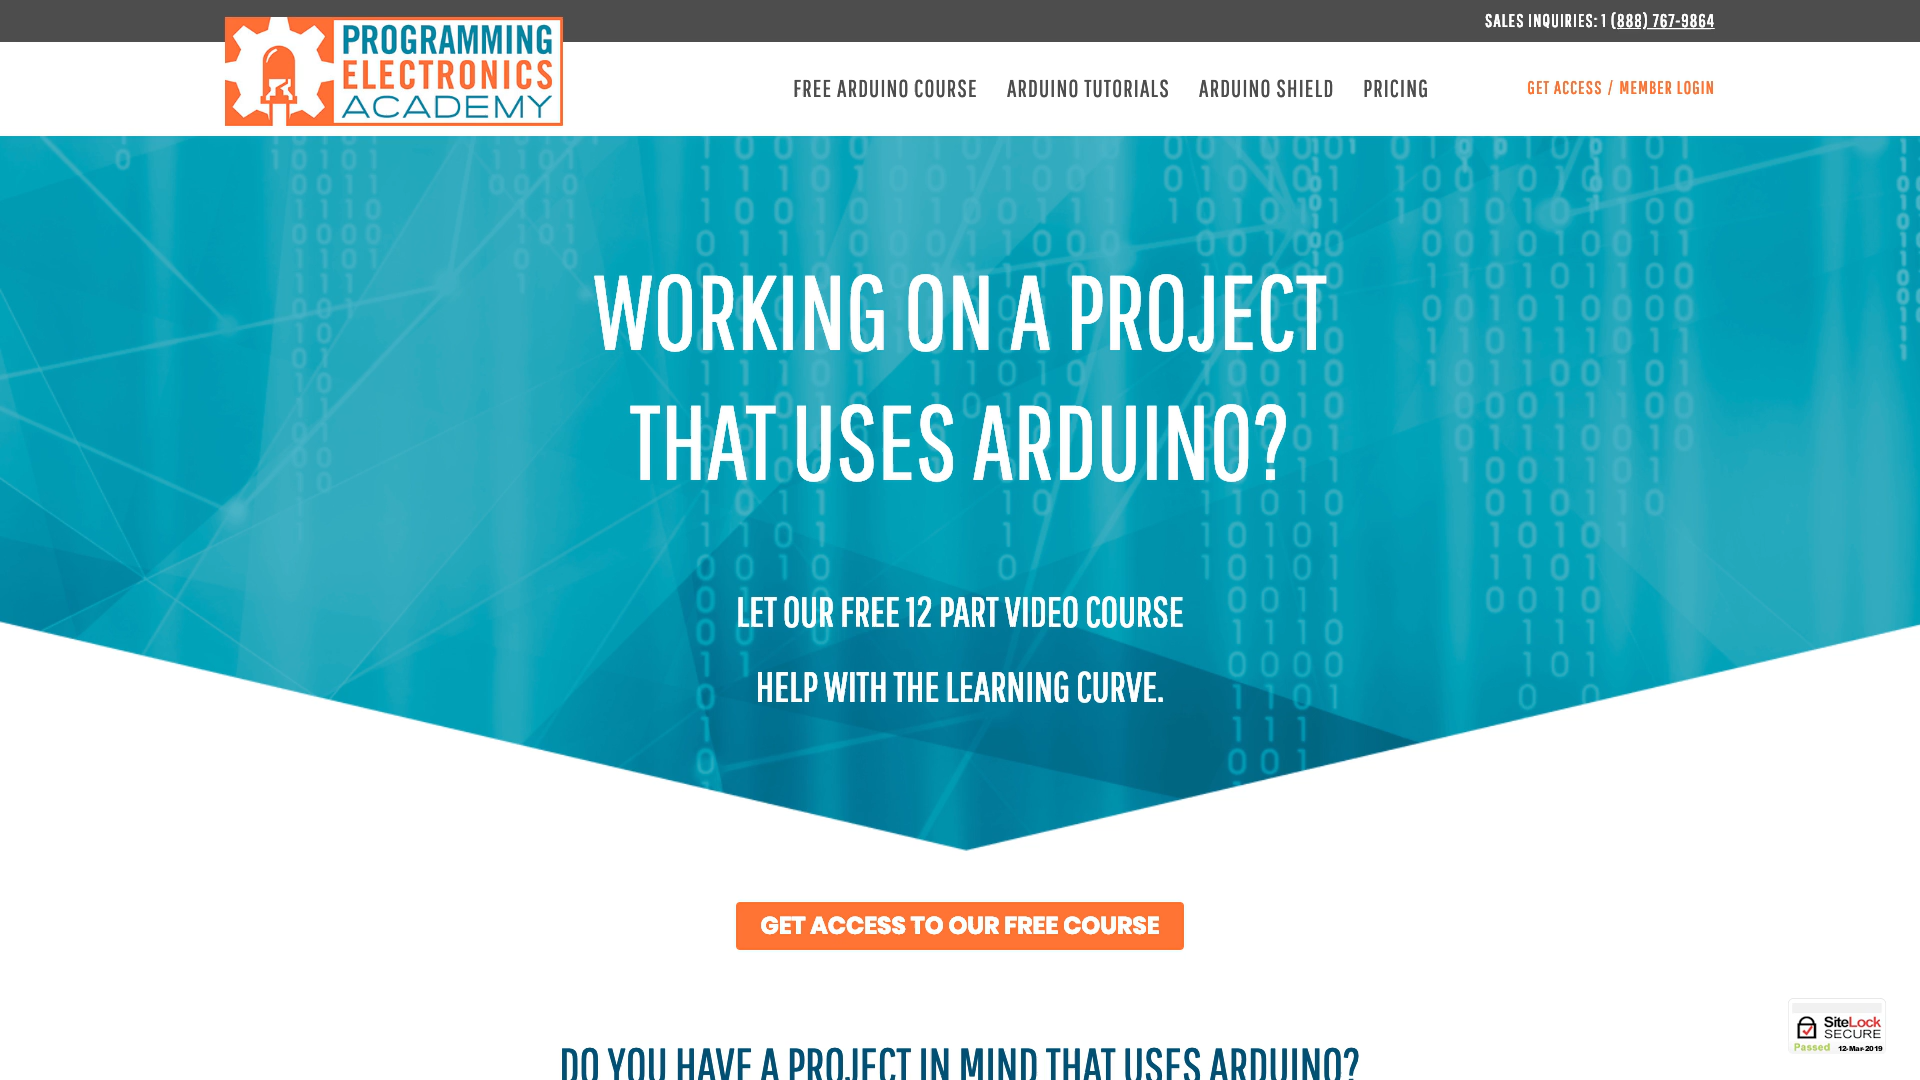 SALES INQUIRIES: 1 (888) 767-9864
PROGRAMMING
ELECTRONICS
ACADEMY
FREE ARDUINO COURSE ARDUINO TUTORIALS ARDUINO SHIELD PRICING GET ACCESS / MEMBER LOGIN
WORKING ON A PROJECT
THAT USES ARDUINO?
LET OUR FREE 12 PART VIDEO COURSE
HELP WITH THE LEARNING CURVE.
GET ACCESS TO OUR FREE COURSE
SiteLock
SECURE
Passed 12-Mar-2019
DO YOU HAVE A PROJECT IN MIND THAT USES ARDUINO?